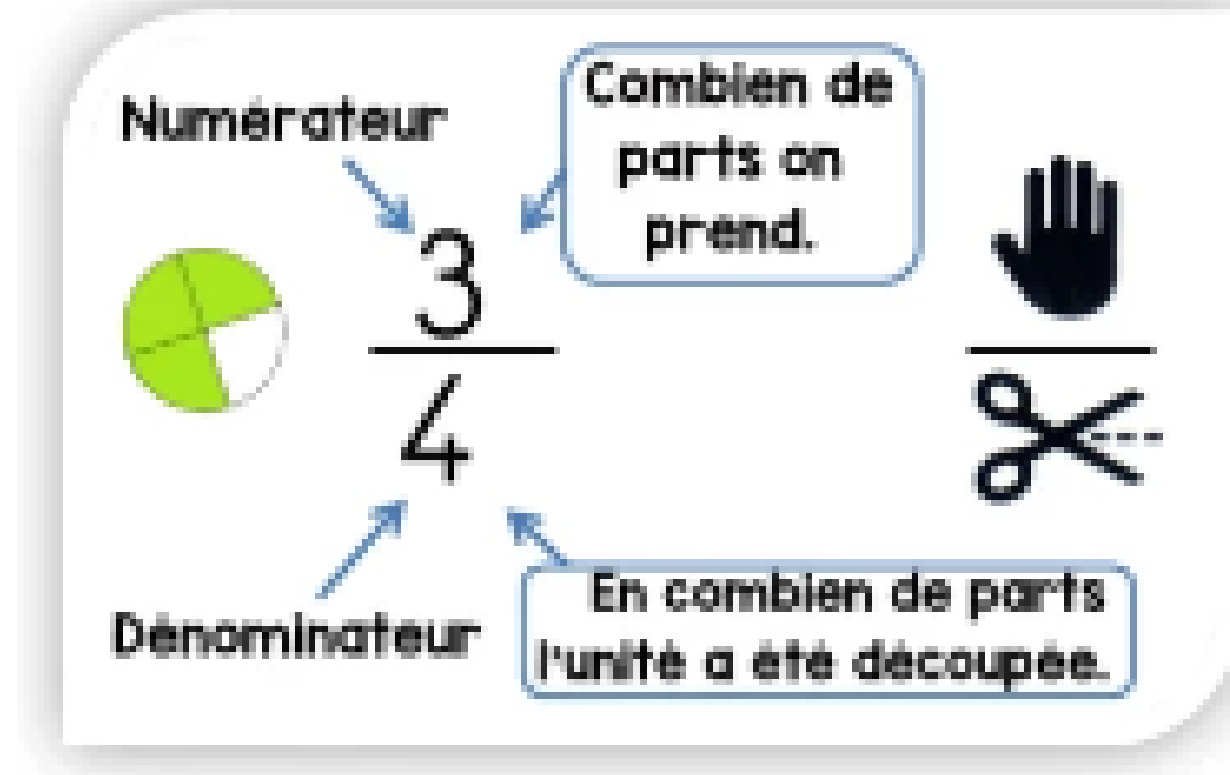 Numérateur
Combien de
parts on
prend.
3
4
Dénominateur
En combien de parts
l'unité a été découpée.